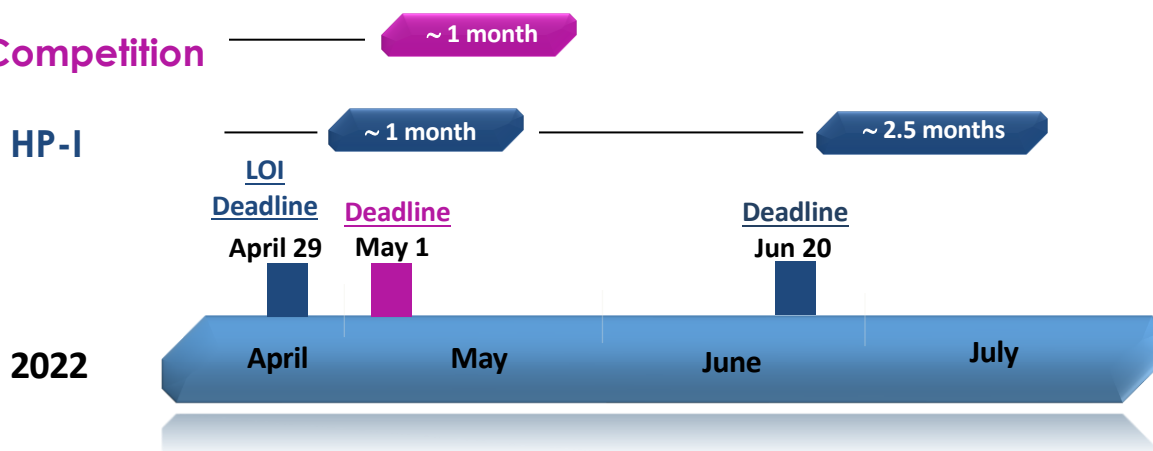 Competition
~ 1 month
HP-I
~ 1 month
~ 2.5 months
LOI
Deadline
April 29
Deadline
May 1
Deadline
Jun 20
2022
April
May
June
July